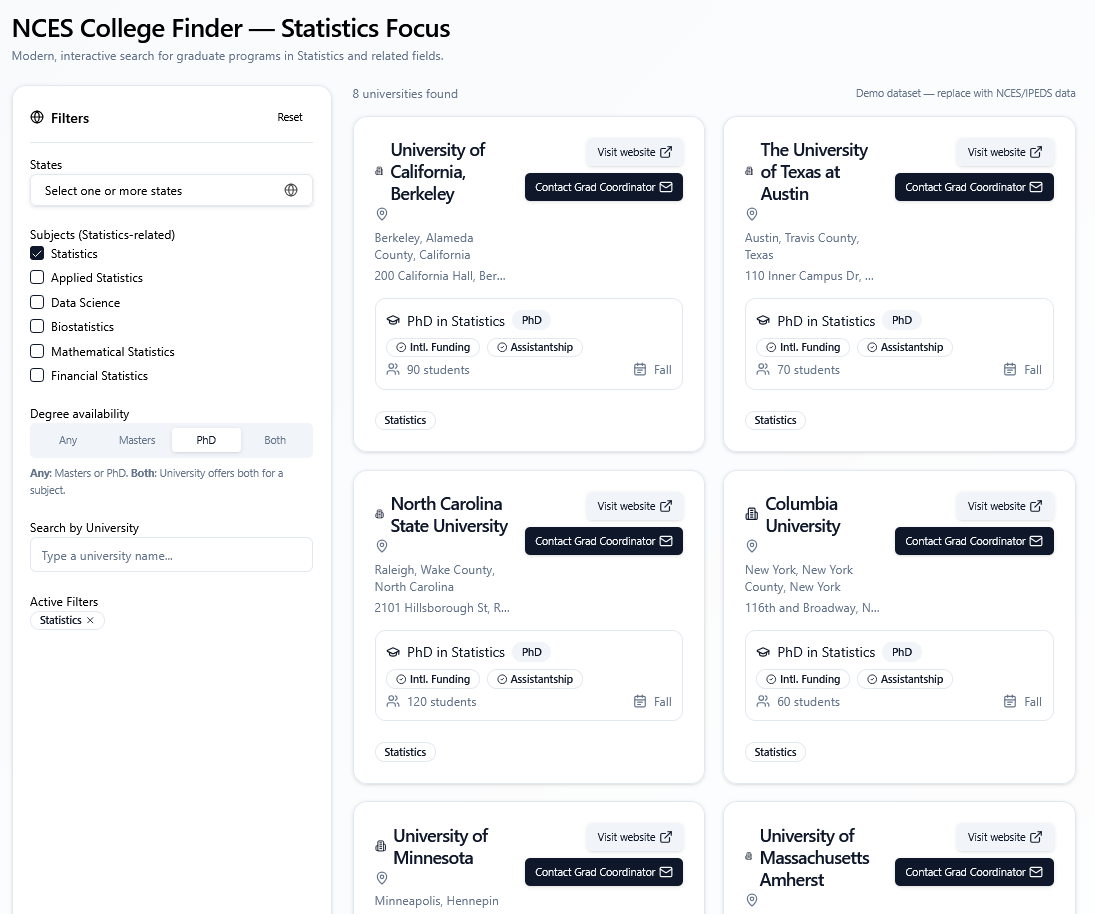 NCES College Finder — Statistics Focus
Modern, interactive search for graduate programs in Statistics and related fields.
Filters
Reset
States
Select one or more states
Subjects (Statistics-related)
Statistics
Applied Statistics
Data Science
Biostatistics
Mathematical Statistics
Financial Statistics
Degree availability
Any Masters PhD Both
Any: Masters or PhD. Both: University offers both for a
subject.
Search by University
Type a university name...
Active Filters
Statistics ×
8 universities found
Demo dataset — replace with NCES/IPEDS data
University of
California,
Berkeley
Visit website
Contact Grad Coordinator
Berkeley, Alameda
County, California
200 California Hall, Ber...
PhD in Statistics PhD
Intl. Funding Assistantship
90 students Fall
Statistics
The University
of Texas at
Austin
Visit website
Contact Grad Coordinator
Austin, Travis County,
Texas
110 Inner Campus Dr, ...
PhD in Statistics PhD
Intl. Funding Assistantship
70 students Fall
Statistics
North Carolina
State University
Visit website
Contact Grad Coordinator
Raleigh, Wake County,
North Carolina
2101 Hillsborough St, R...
PhD in Statistics PhD
Intl. Funding Assistantship
120 students Fall
Statistics
Columbia
University
Visit website
Contact Grad Coordinator
New York, New York
County, New York
116th and Broadway, N...
PhD in Statistics PhD
Intl. Funding Assistantship
60 students Fall
Statistics
University of
Minnesota
Visit website
Contact Grad Coordinator
Minneapolis, Hennepin
University of
Massachusetts
Amherst
Visit website
Contact Grad Coordinator